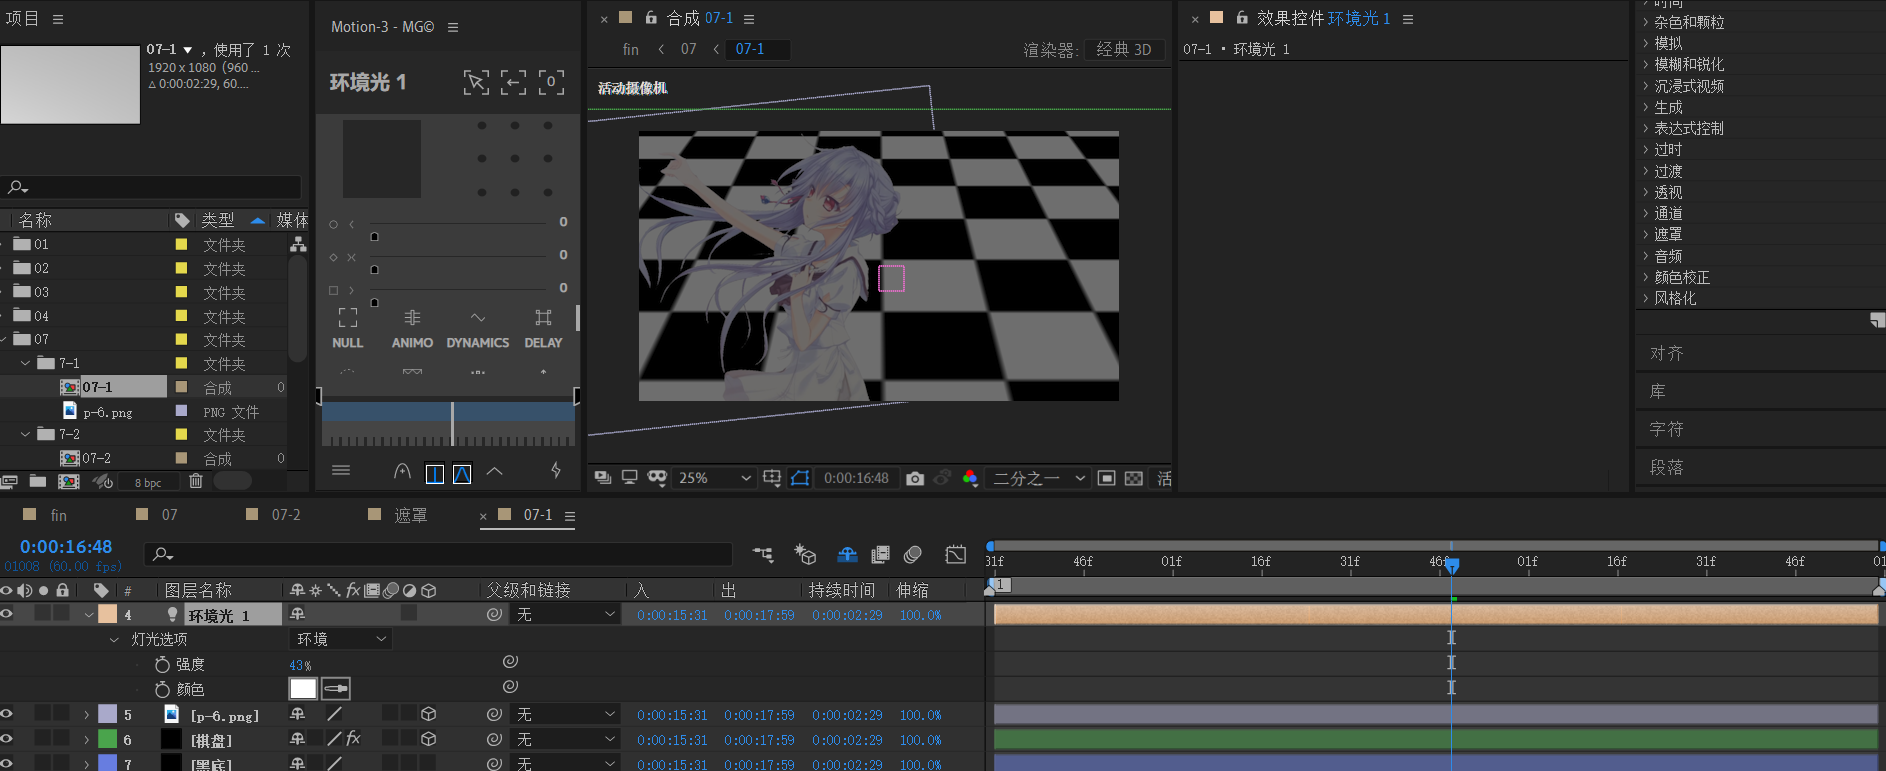 项目
07-1 ，使用了 1 次
1920 x 1080 (960 ...
Δ 0:00:02:29, 60....
名称 类型 媒体
01 文件夹
02 文件夹
03 文件夹
04 文件夹
07 文件夹
7-1 文件夹
07-1 合成 0
p-6.png PNG 文件
7-2 文件夹
07-2 合成 0
8 bpc
Motion-3 - MG©
环境光 1
0
0
0
0
NULL ANIMO DYNAMICS DELAY
合成 07-1
fin 07 07-1 渲染器: 经典 3D
活动摄像机
25% 0:00:16:48 二分之一 活
效果控件 环境光 1
07-1 · 环境光 1
时间
杂色和颗粒
模拟
模糊和锐化
沉浸式视频
生成
表达式控制
过时
过渡
透视
通道
遮罩
音频
颜色校正
风格化
对齐
库
字符
段落
fin 07 07-2 遮罩 07-1
0:00:16:48
01008 (60.00 fps)
31f 46f 01f 16f 31f 46f 01f 16f 31f 46f 01
# 图层名称 fx 父级和链接 入 出 持续时间 伸缩
1
4 环境光 1 无 0:00:15:31 0:00:17:59 0:00:02:29 100.0%
灯光选项 环境
强度 43%
颜色
5 [p-6.png] 无 0:00:15:31 0:00:17:59 0:00:02:29 100.0%
6 [棋盘] fx 无 0:00:15:31 0:00:17:59 0:00:02:29 100.0%
7 [黑底] 无 0:00:15:31 0:00:17:59 0:00:02:29 100.0%